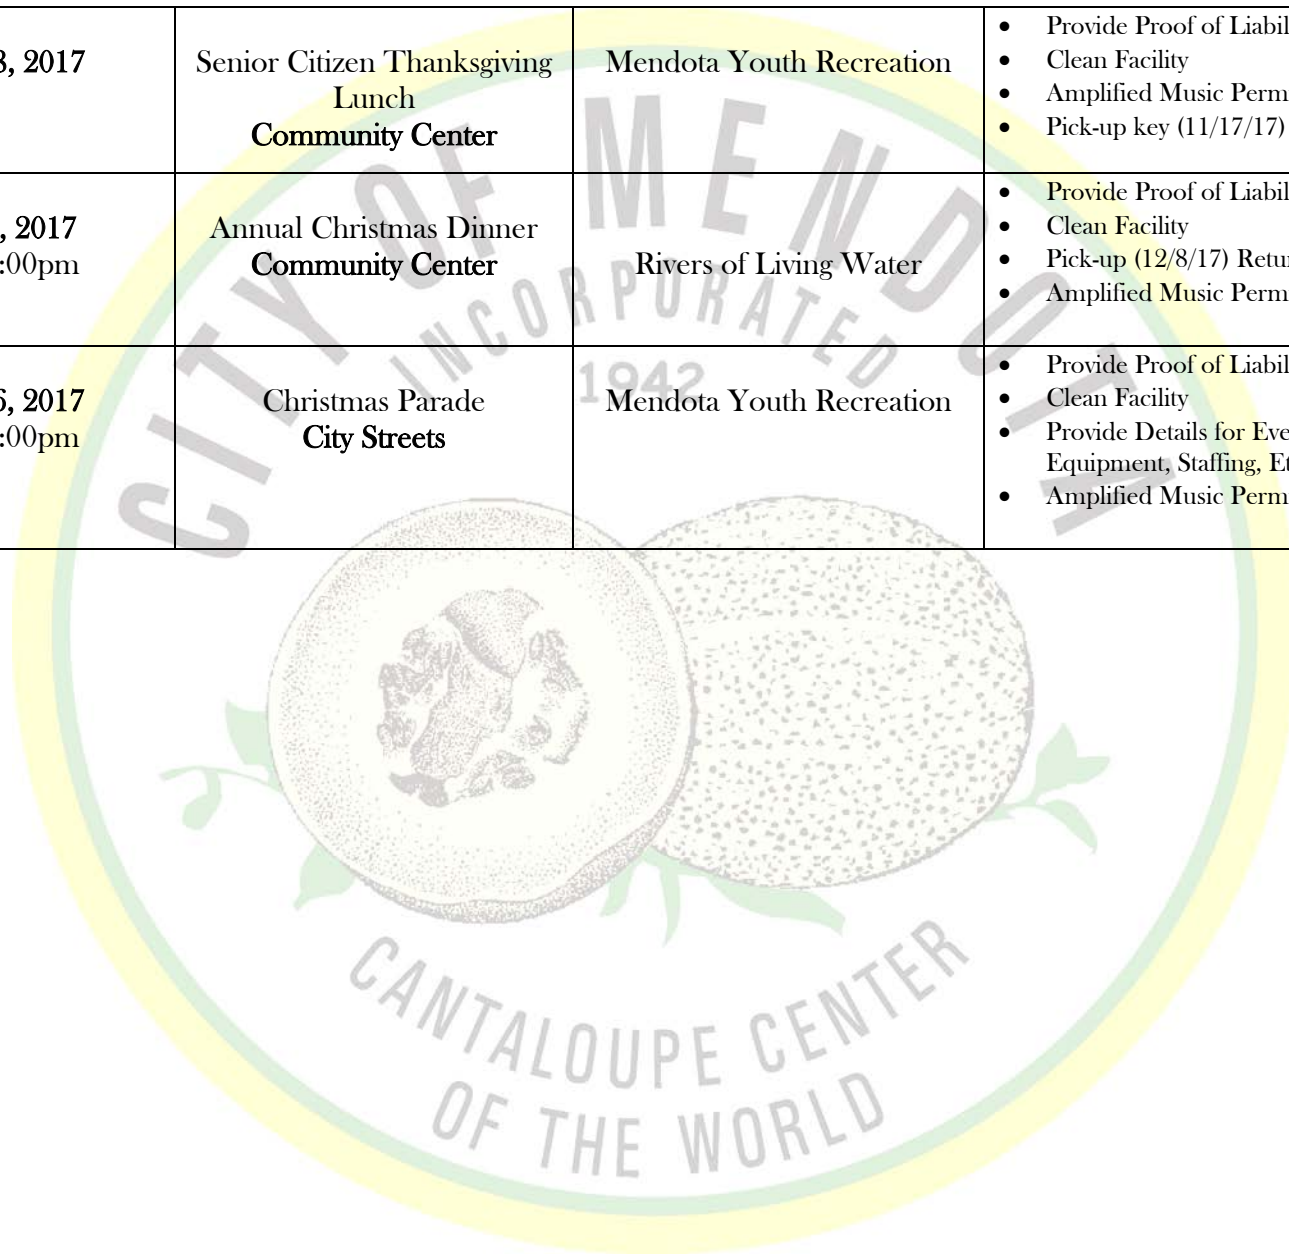 8, 2017
Senior Citizen Thanksgiving
Lunch
Community Center
Mendota Youth Recreation
• Provide Proof of Liabil
• Clean Facility
• Amplified Music Perm
• Pick-up key (11/17/17)
, 2017
:00pm
Annual Christmas Dinner
Community Center
Rivers of Living Water
• Provide Proof of Liabil
• Clean Facility
• Pick-up (12/8/17) Retu
• Amplified Music Perm
6, 2017
:00pm
Christmas Parade
City Streets
Mendota Youth Recreation
• Provide Proof of Liabil
• Clean Facility
• Provide Details for Eve
Equipment, Staffing, Et
• Amplified Music Perm
CITY OF MENDOTA
INCORPORATED
1942
CANTALOUPE CENTER
OF THE WORLD